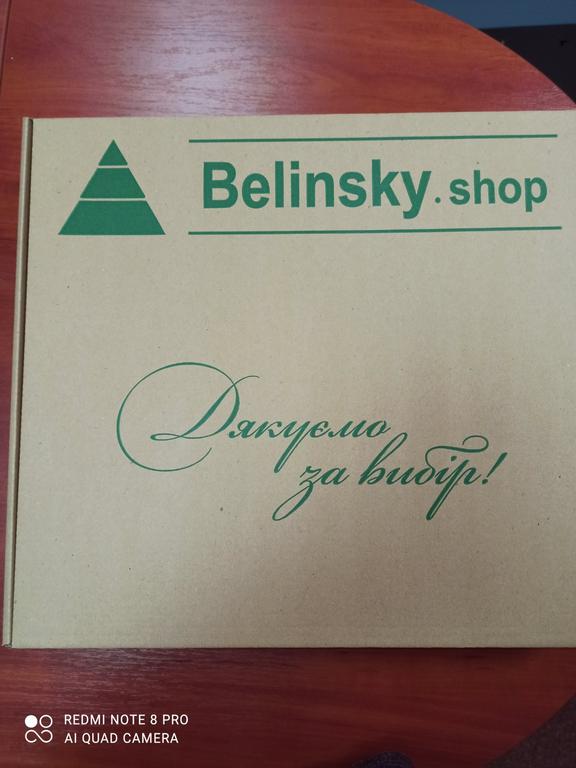 Belinsky.shop
Дякуємо
за вибір!
REDMI NOTE 8 PRO
AI QUAD CAMERA